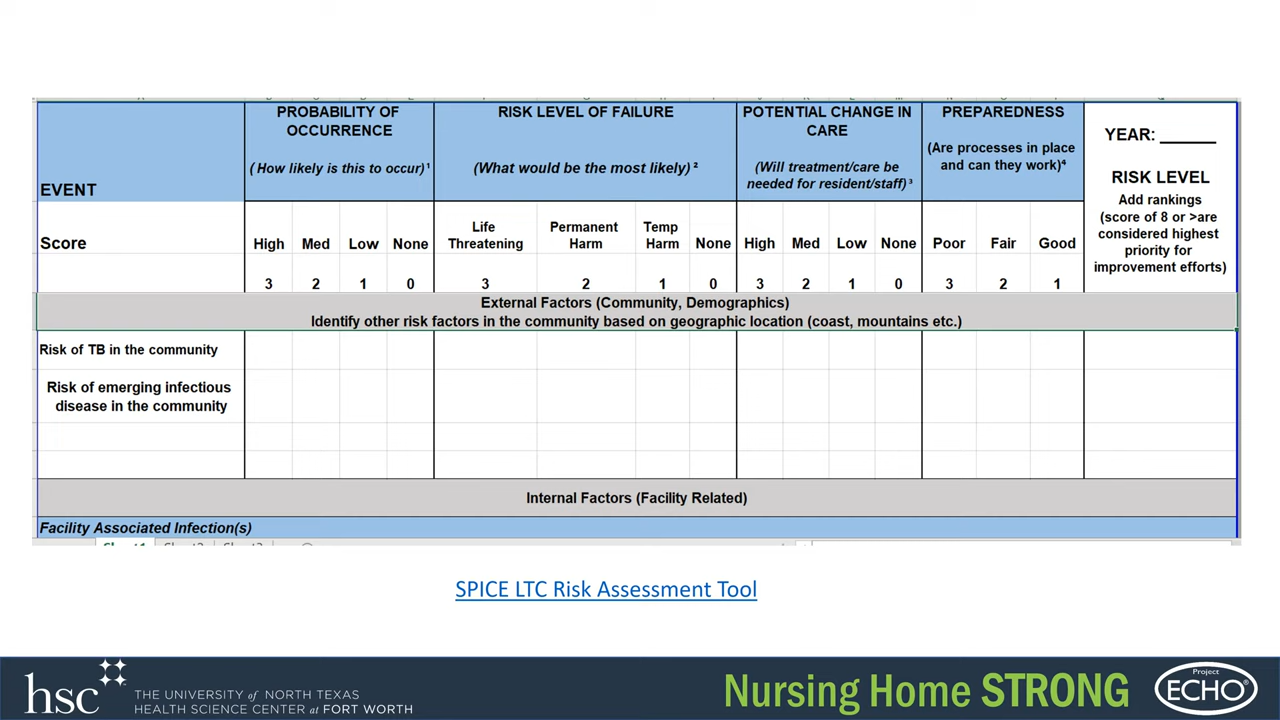 PROBABILITY OF
OCCURRENCE
( How likely is this to occur)¹
RISK LEVEL OF FAILURE
(What would be the most likely) ²
POTENTIAL CHANGE IN
CARE
(Will treatment/care be
needed for resident/staff)³
PREPAREDNESS
(Are processes in place
and can they work)⁴
YEAR: ______
RISK LEVEL
Add rankings
(score of 8 or >are
considered highest
priority for
improvement efforts)
EVENT
Score
High Med Low None
Life
Threatening
Permanent
Harm
Temp
Harm
None
High Med Low None
Poor Fair Good
3 2 1 0 3 2 1 0 3 2 1 0 3 2 1
External Factors (Community, Demographics)
Identify other risk factors in the community based on geographic location (coast, mountains etc.)
Risk of TB in the community
Risk of emerging infectious
disease in the community
Internal Factors (Facility Related)
Facility Associated Infection(s)
SPICE LTC Risk Assessment Tool
hsc
THE UNIVERSITY of NORTH TEXAS
HEALTH SCIENCE CENTER at FORT WORTH
Nursing Home STRONG
Project
ECHO®